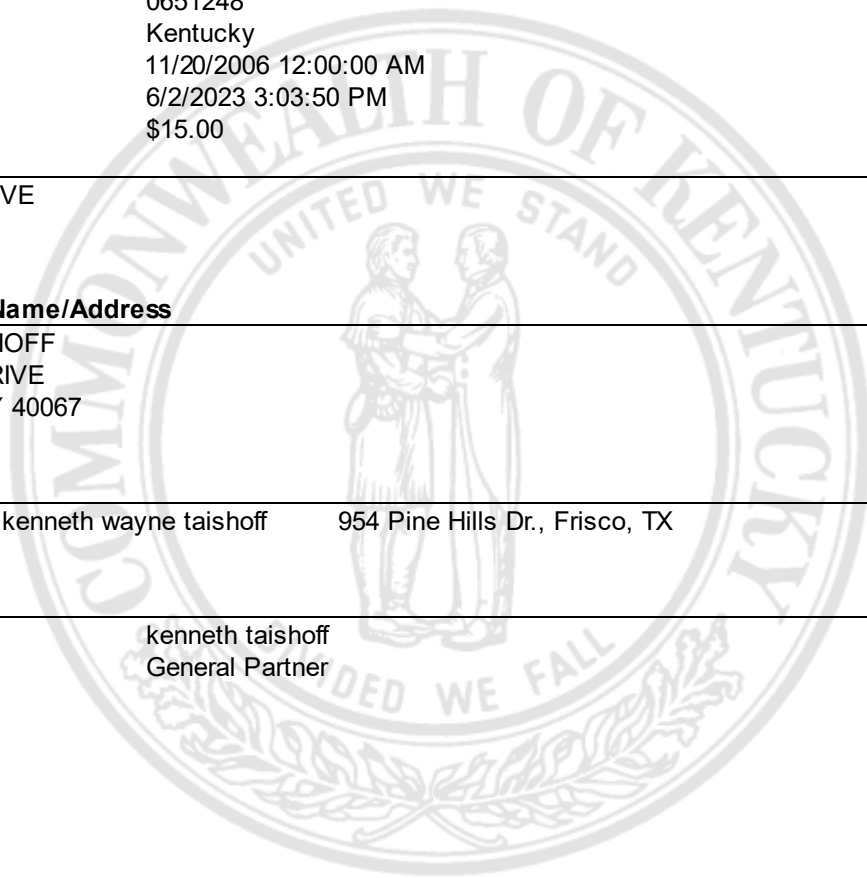 0651248
Kentucky
11/20/2006 12:00:00 AM
6/2/2023 3:03:50 PM
$15.00
VE
Name/Address
HOFF
RIVE
40067
kenneth wayne taishoff 954 Pine Hills Dr., Frisco, TX
kenneth taishoff
General Partner
COMMONWEALTH OF KENTUCKY
UNITED WE STAND
DIVIDED WE FALL